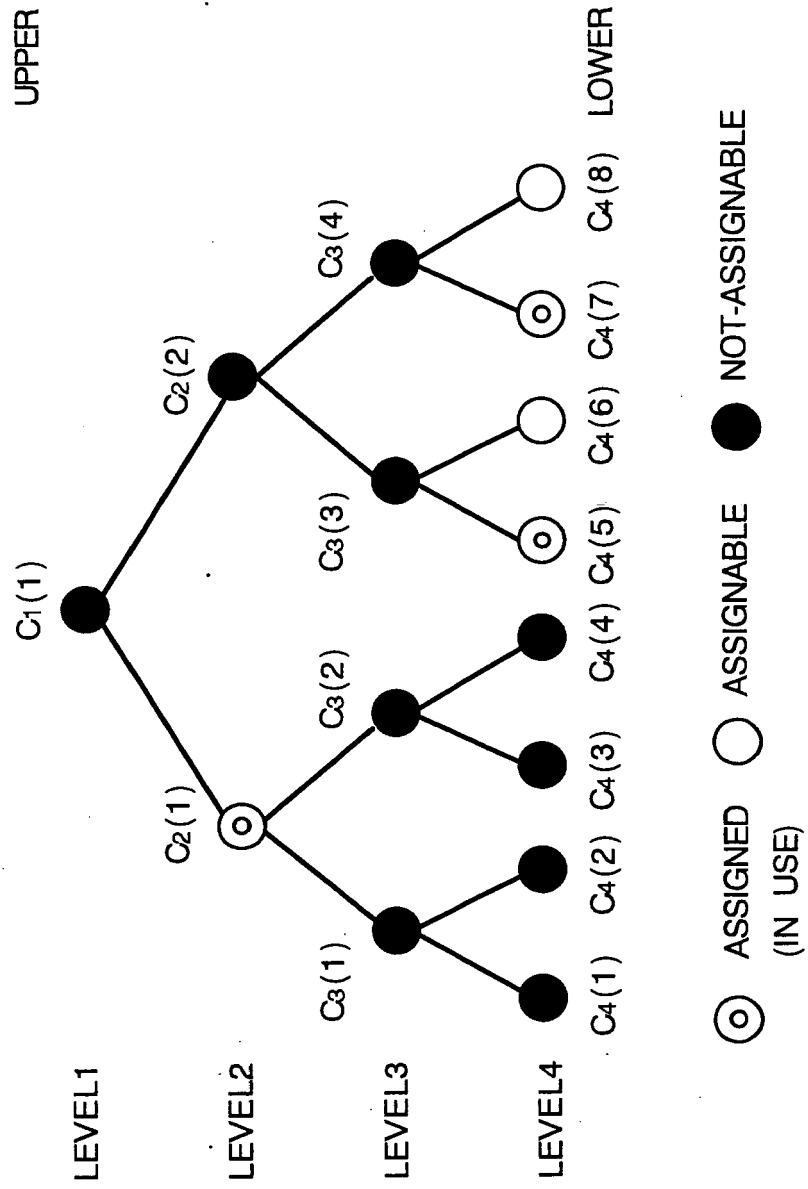 UPPER
LEVEL1
C1(1)
LEVEL2
C2(1)
C2(2)
LEVEL3
C3(1)
C3(2)
C3(3)
C3(4)
LEVEL4
C4(1)
C4(2)
C4(3)
C4(4)
C4(5)
C4(6)
C4(7)
C4(8)
LOWER
ASSIGNED
(IN USE)
ASSIGNABLE
NOT-ASSIGNABLE